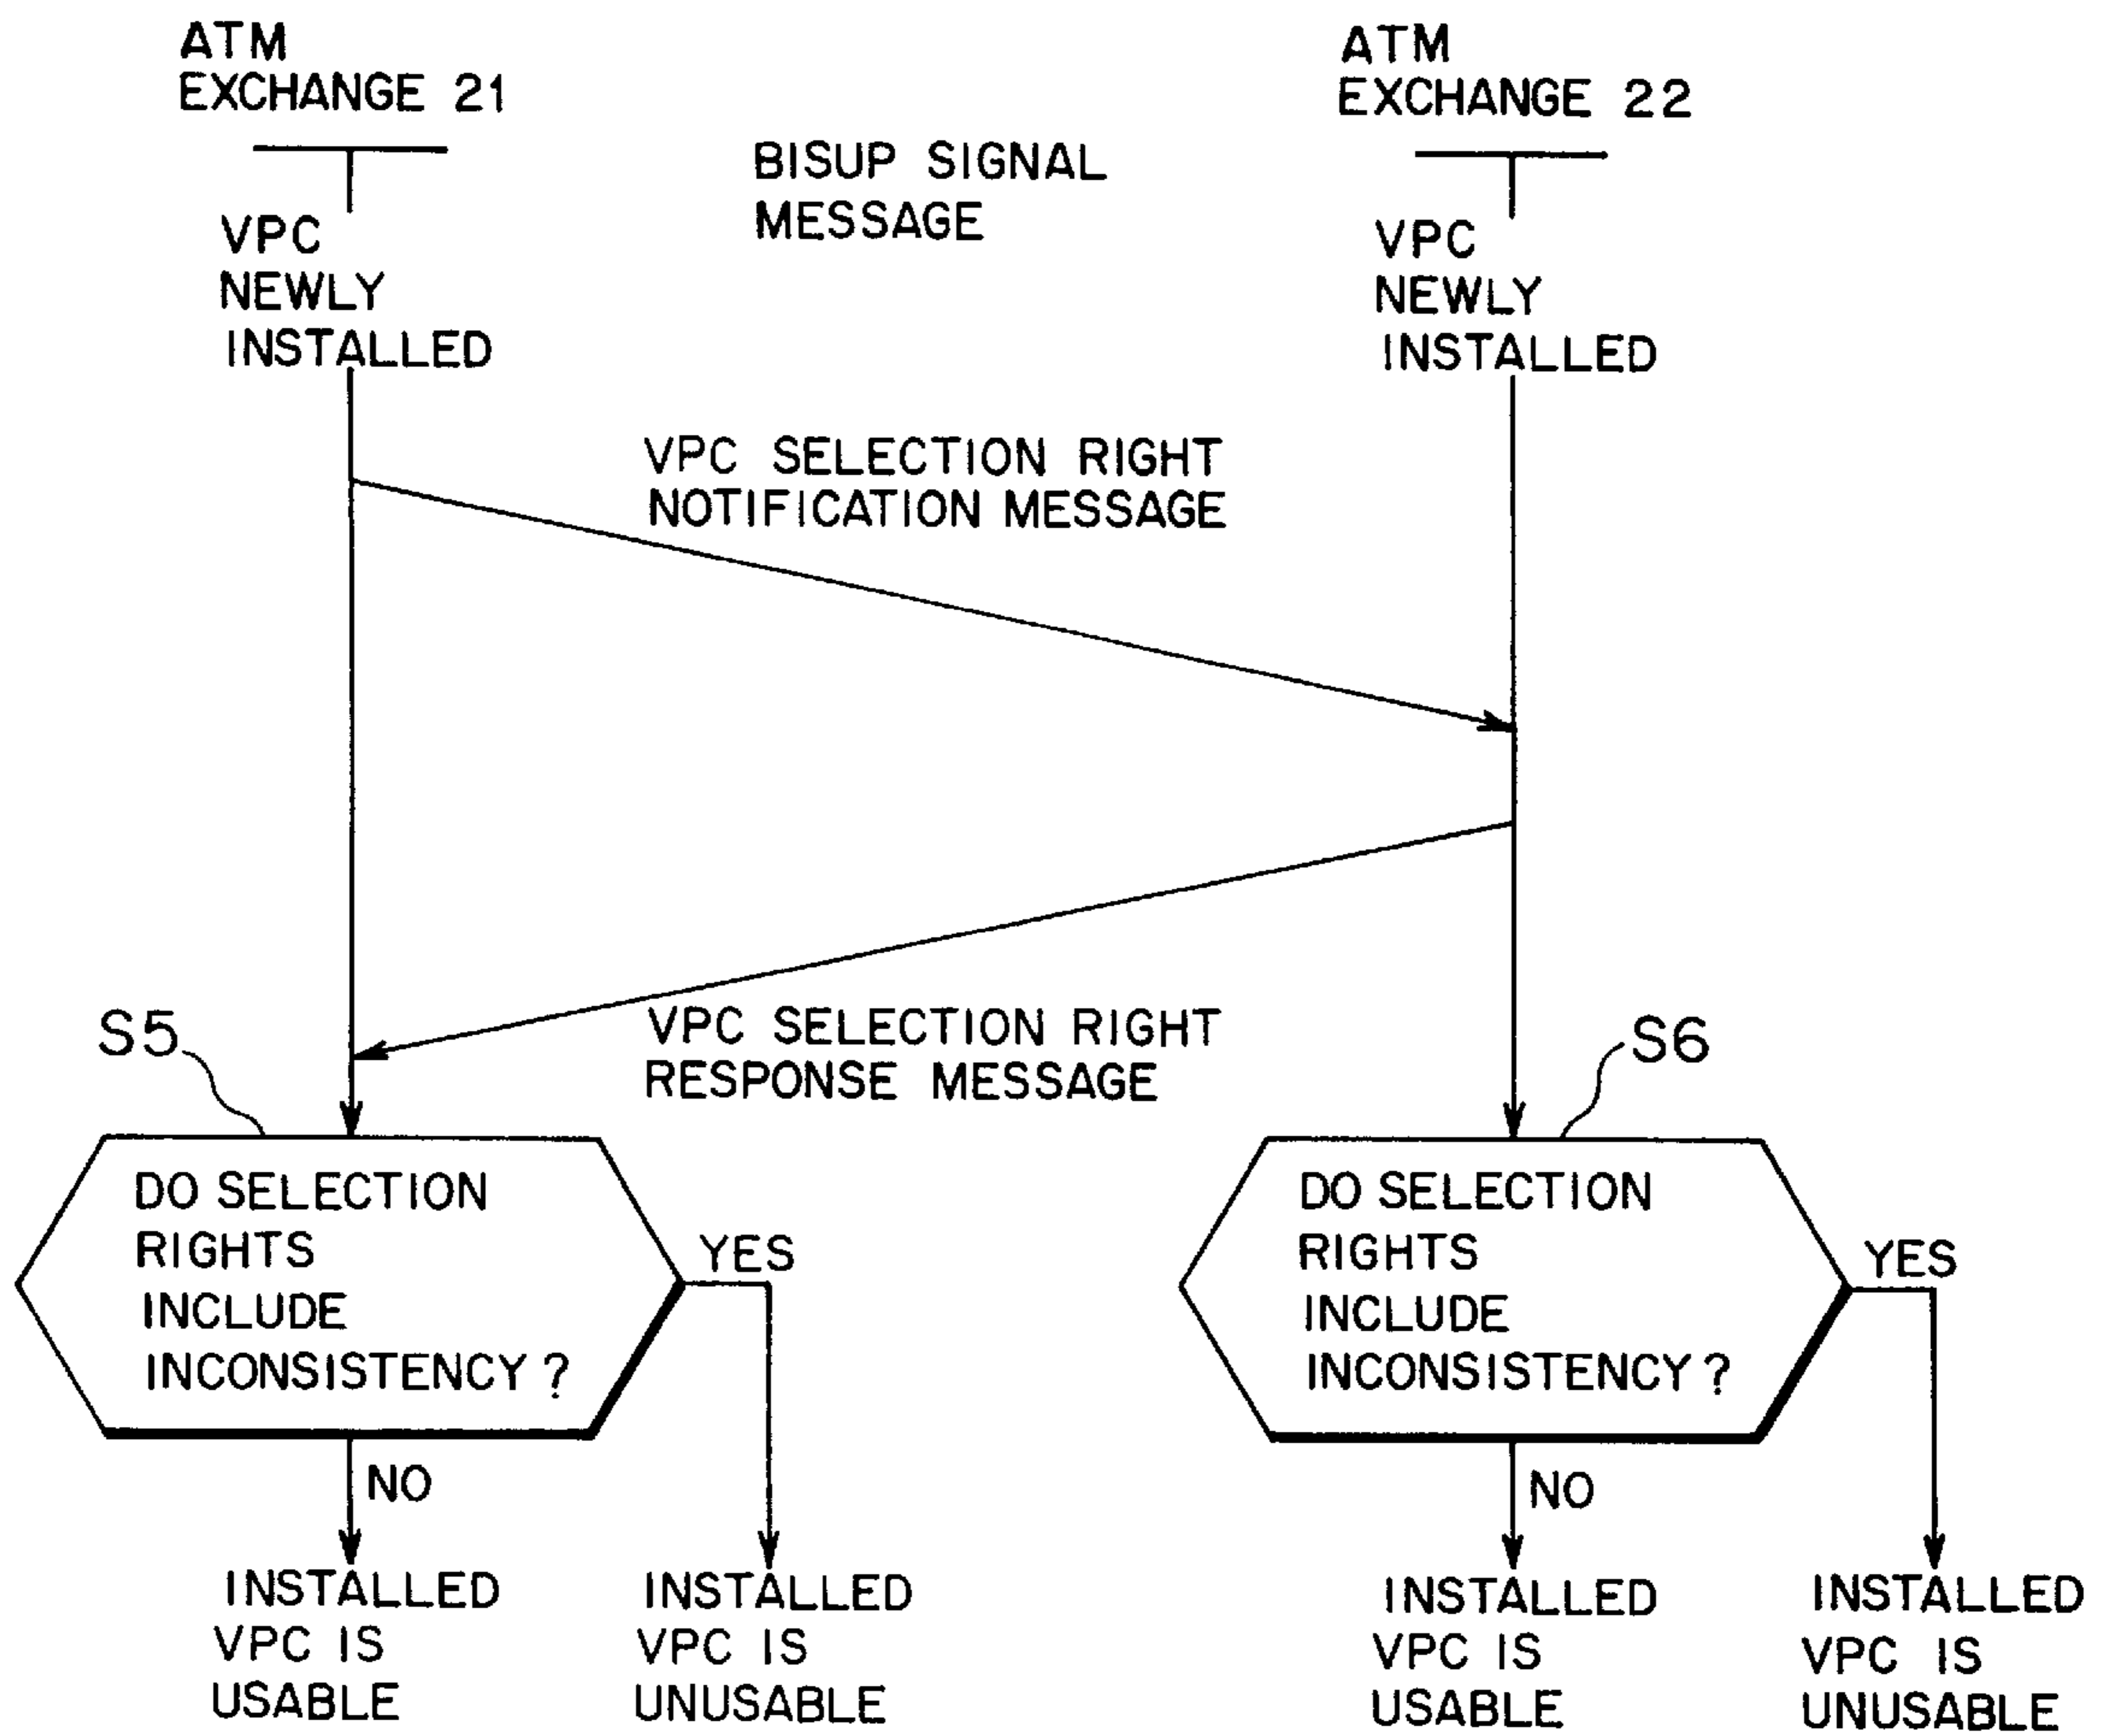 ATM
EXCHANGE 21
ATM
EXCHANGE 22
BISUP SIGNAL
MESSAGE
VPC
NEWLY
INSTALLED
VPC
NEWLY
INSTALLED
VPC SELECTION RIGHT
NOTIFICATION MESSAGE
VPC SELECTION RIGHT
RESPONSE MESSAGE
S5
S6
DO SELECTION
RIGHTS
INCLUDE
INCONSISTENCY?
YES
NO
DO SELECTION
RIGHTS
INCLUDE
INCONSISTENCY?
YES
NO
INSTALLED
VPC IS
USABLE
INSTALLED
VPC IS
UNUSABLE
INSTALLED
VPC IS
USABLE
INSTALLED
VPC IS
UNUSABLE